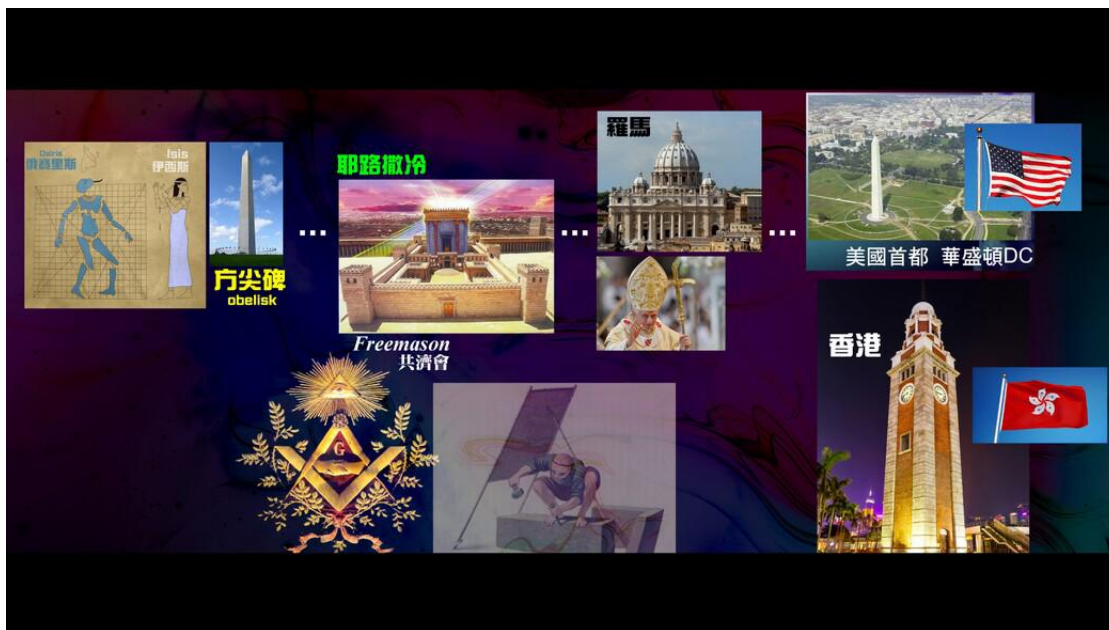 Osiris
俄賽里斯
Isis
伊西斯
方尖碑
obelisk
...
耶路撒冷
...
羅馬
...
美國首都 華盛頓DC
Freemason
共濟會
G
香港